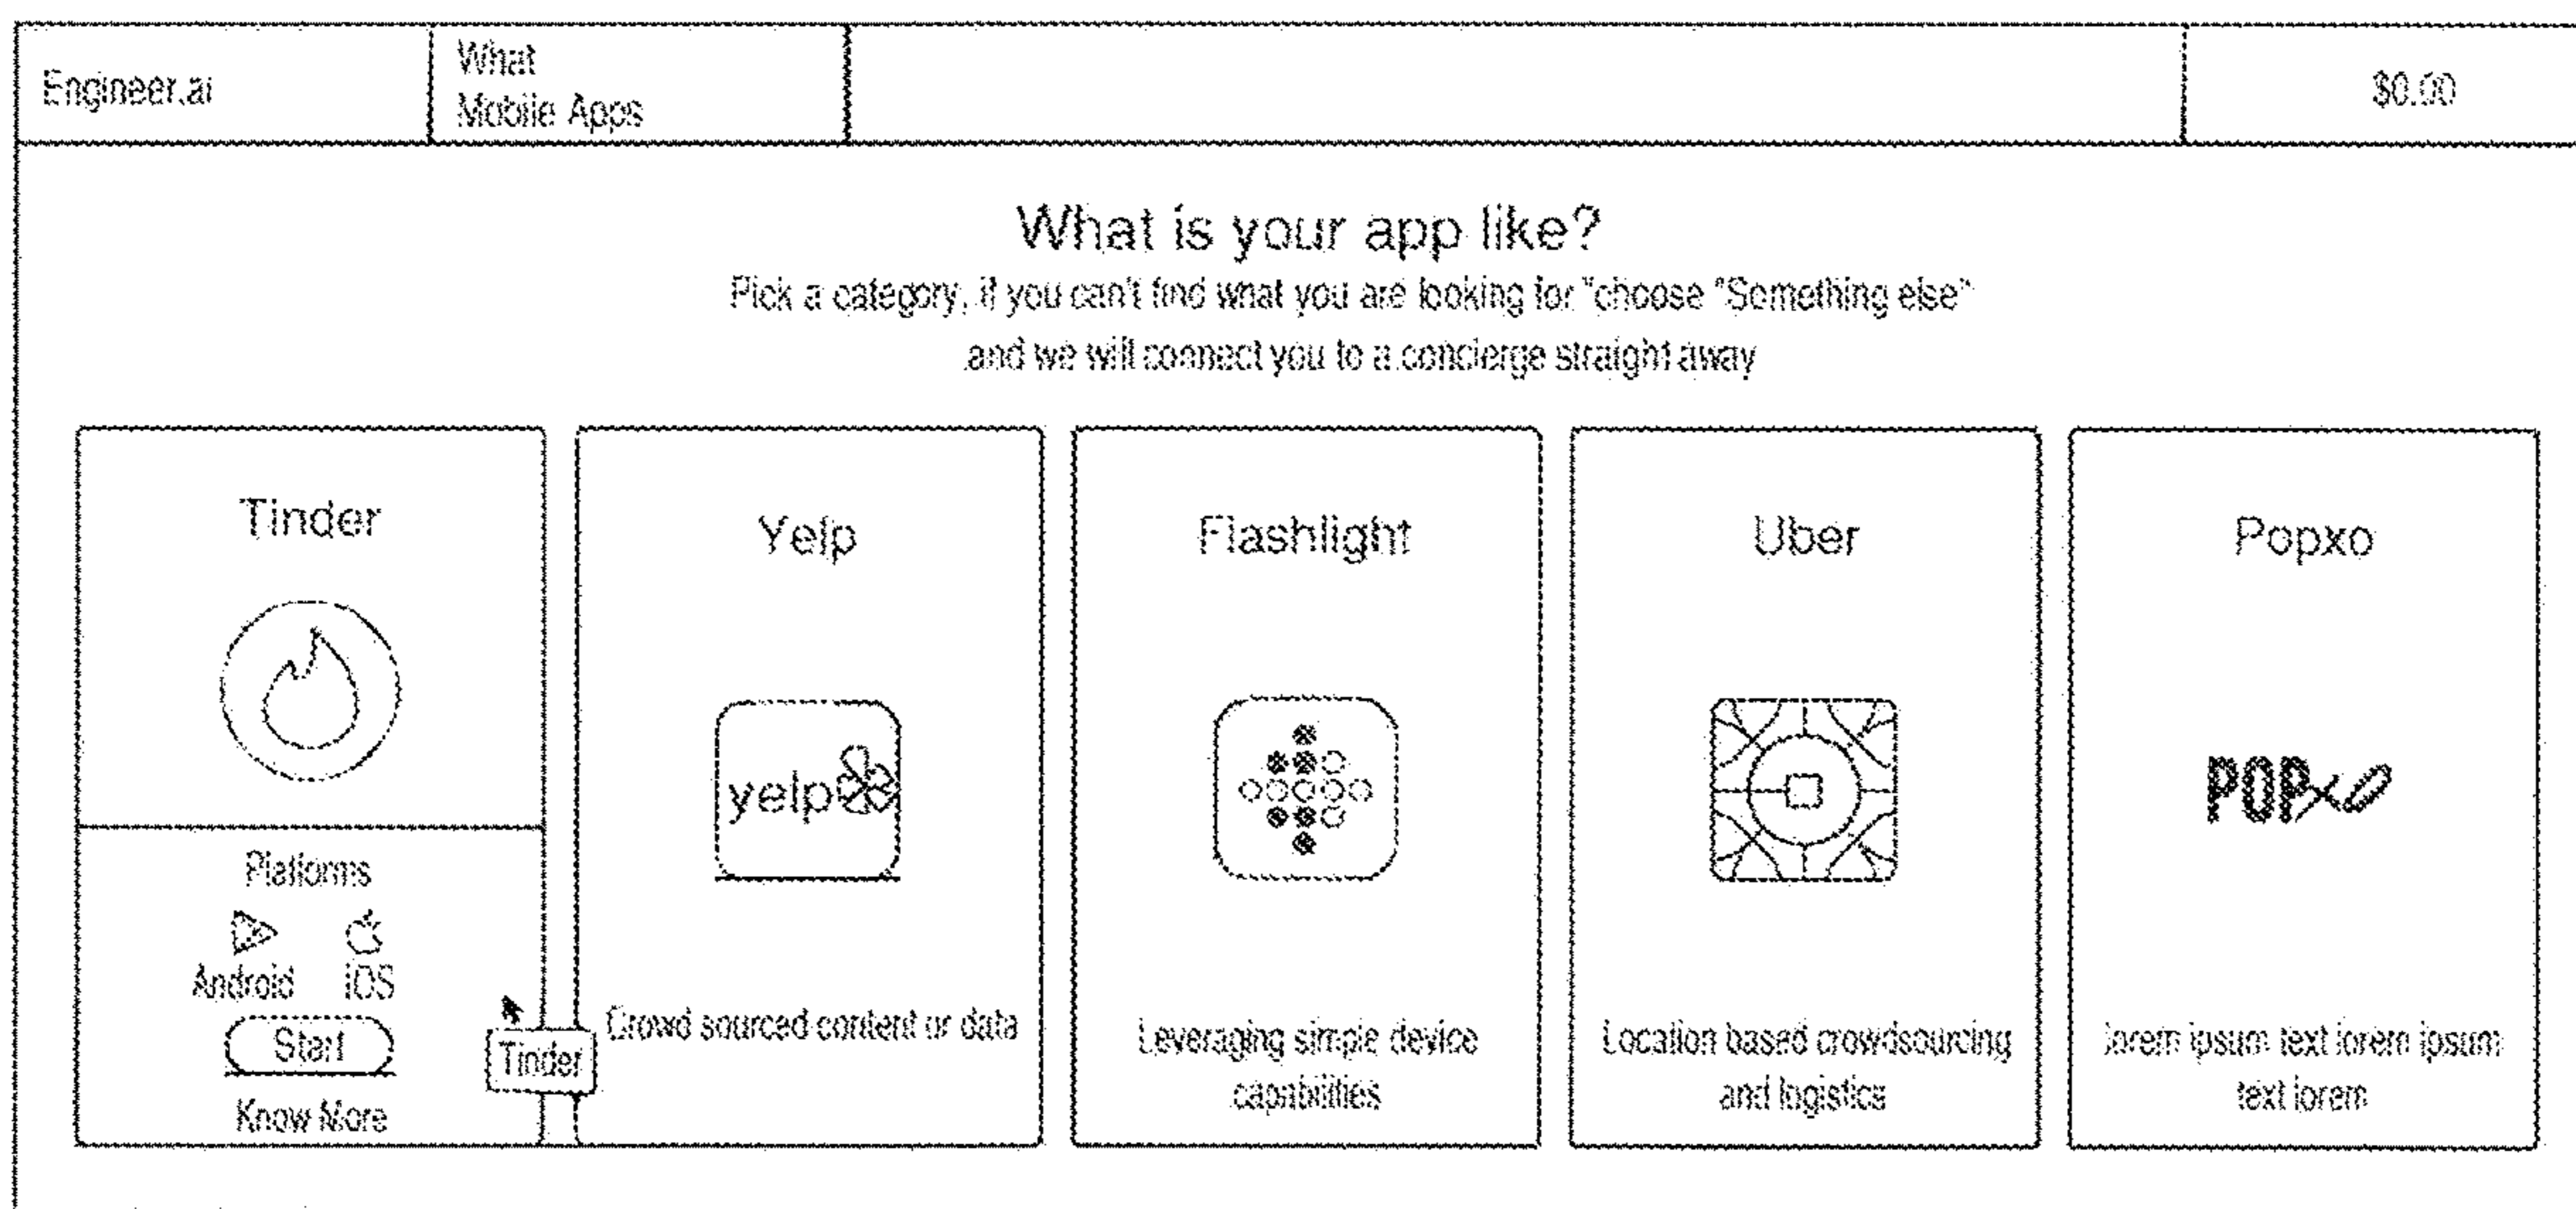 Engineer.ai
What
Mobile Apps
$0.00
What is your app like?
Pick a category, if you can't find what you are looking for "choose "Something else"
and we will connect you to a concierge straight away
Tinder
Platforms
Android iOS
Start
Know More
Tinder
Yelp
yelp
Crowd sourced content or data
Flashlight
Leveraging simple device
capabilities
Uber
Location based crowdsourcing
and logistics
Popxo
POPxo
lorem ipsum text lorem ipsum
text lorem